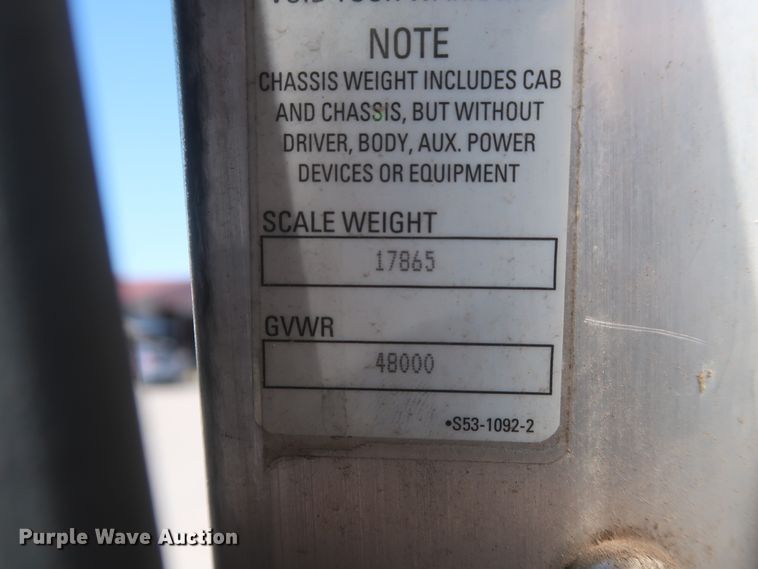 NOTE
CHASSIS WEIGHT INCLUDES CAB
AND CHASSIS, BUT WITHOUT
DRIVER, BODY, AUX. POWER
DEVICES OR EQUIPMENT
SCALE WEIGHT
17865
GVWR
48000
•S53-1092-2
Purple Wave Auction